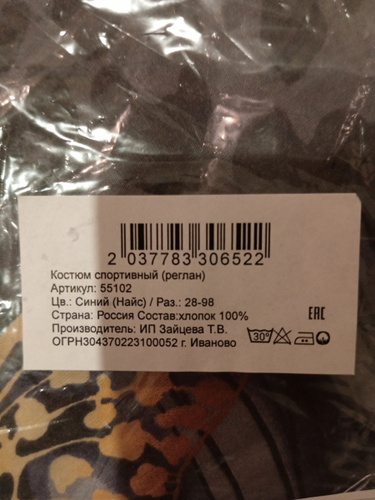 2 037783 306522
Костюм спортивный (реглан)
Артикул: 55102
Цв.: Синий (Найс) / Раз.: 28-98
Страна: Россия Состав:хлопок 100%
Производитель: ИП Зайцева Т.В.
ОГРН304370223100052 г. Иваново
ЕАС
30°